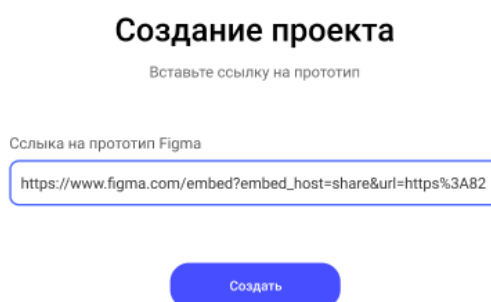 Создание проекта
Вставьте ссылку на прототип
Сслыка на прототип Figma
https://www.figma.com/embed?embed_host=share&url=https%3A82
Создать